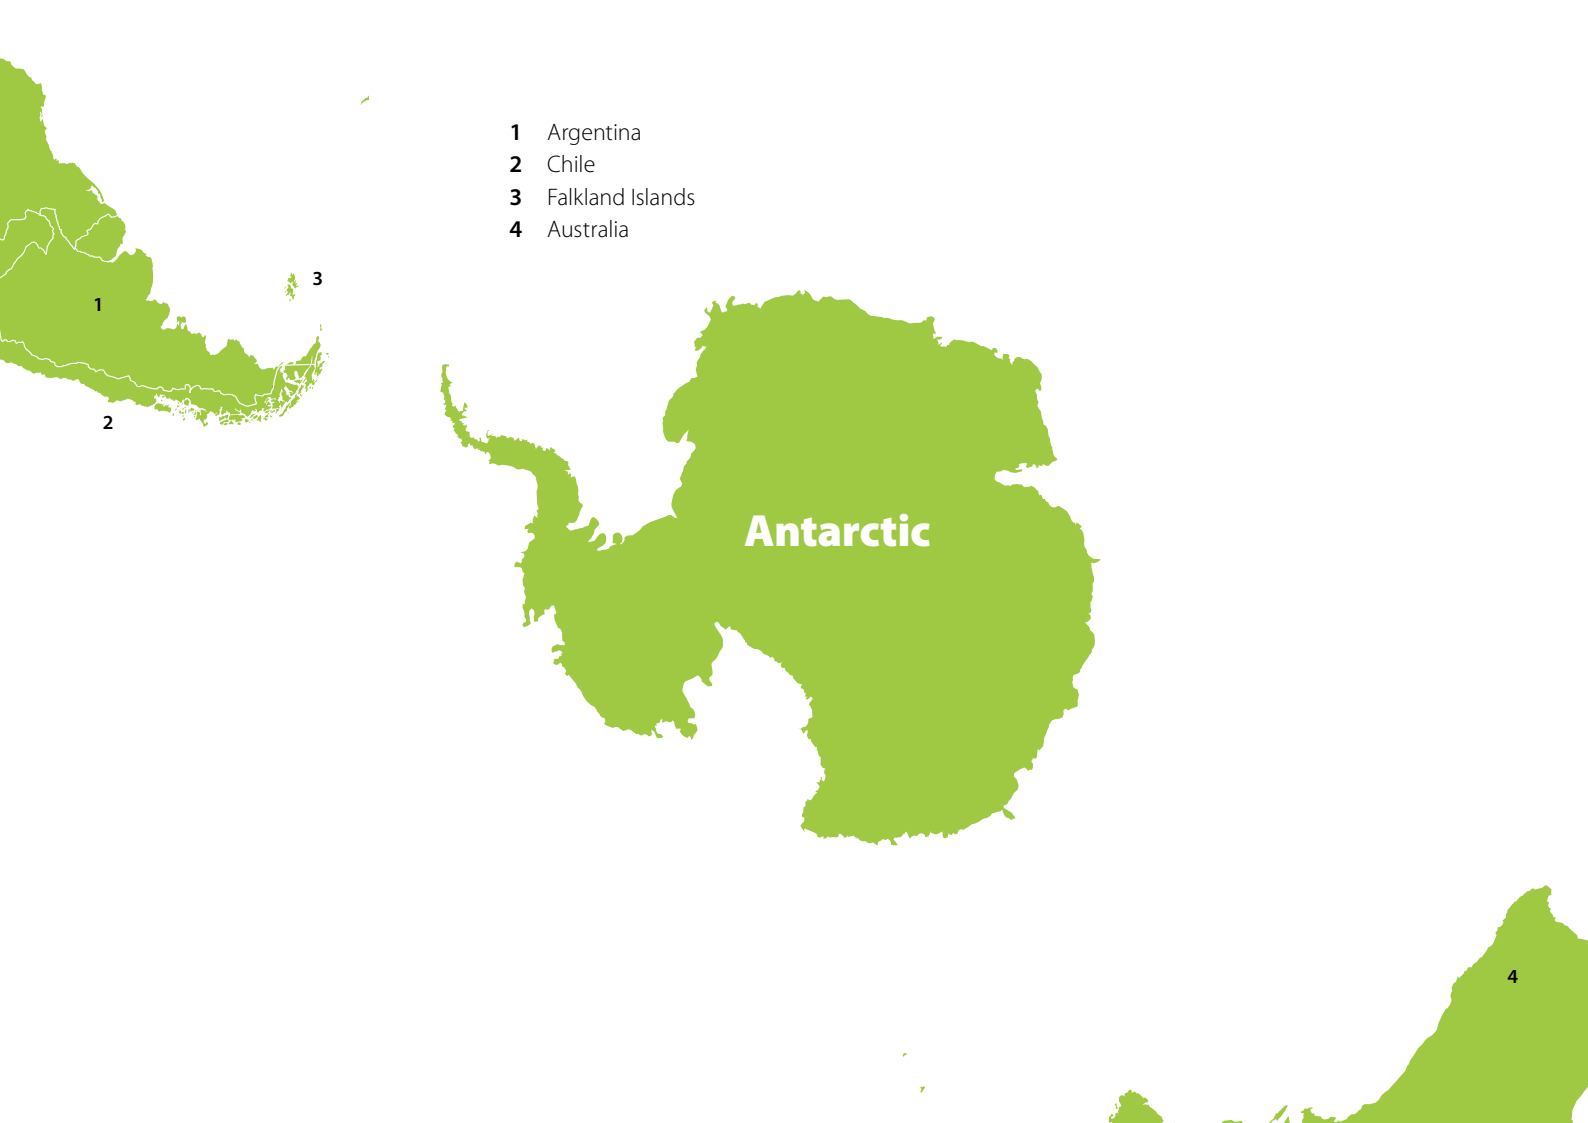 1 Argentina
2 Chile
3 Falkland Islands
4 Australia
3
1
2
Antarctic
4